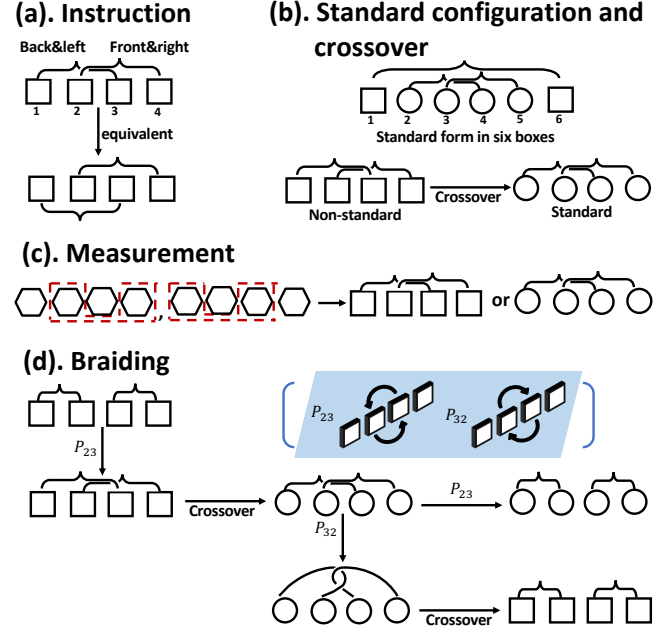 (a). Instruction
Back&left Front&right
1 2 3 4
equivalent
(b). Standard configuration and
crossover
1 2 3 4 5 6
Standard form in six boxes
Crossover
Non-standard
Standard
(c). Measurement
,
or
(d). Braiding
P23
P32
P23
Crossover
P23
P32
Crossover